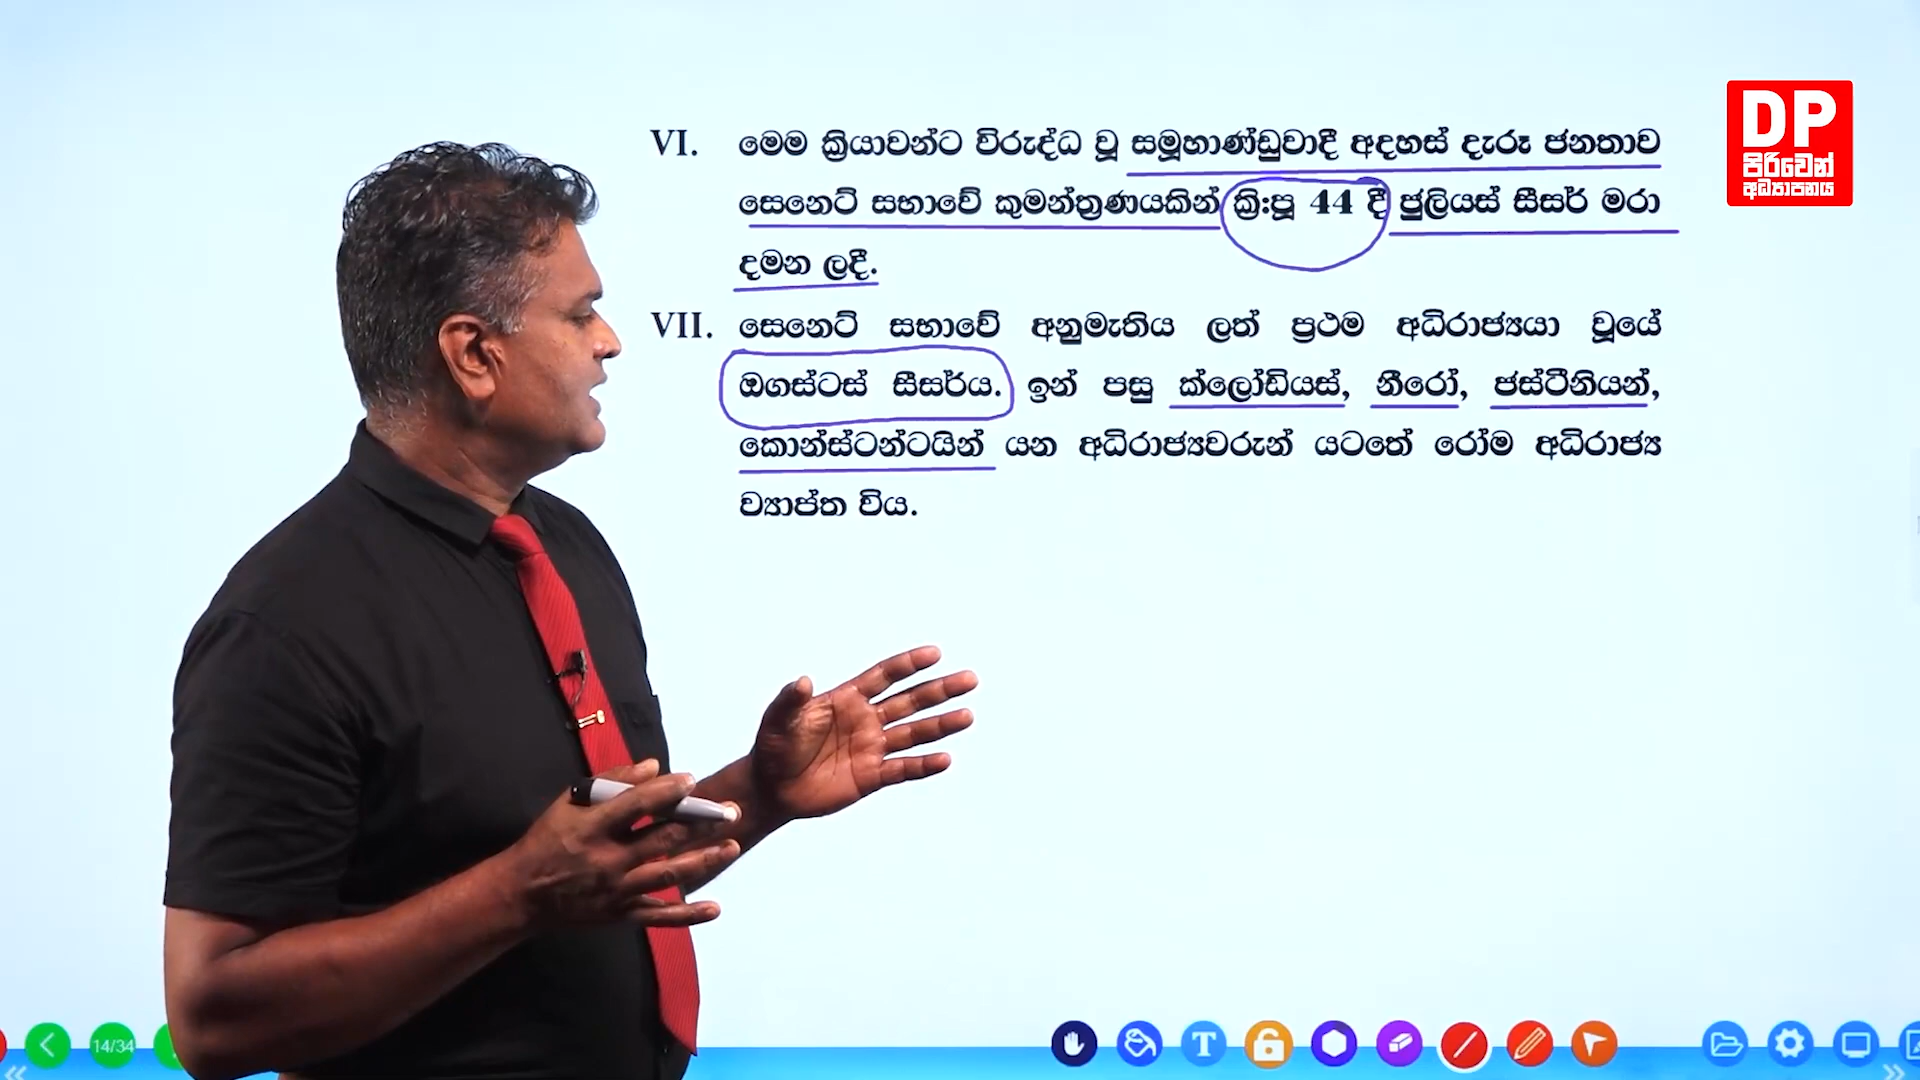 DP
පිරිවෙන්
අධ්‍යාපනය
VI. මෙම ක්‍රියාවන්ට විරුද්ධ වූ සමූහාණ්ඩුවාදී අදහස් දැරූ ජනතාව
සෙනෙට් සභාවේ කුමන්ත්‍රණයකින් ක්‍රි:පූ 44 දී ජුලියස් සීසර් මරා
දමන ලදී.
VII. සෙනෙට් සභාවේ අනුමැතිය ලත් ප්‍රථම අධිරාජ්‍යයා වූයේ
ඔගස්ටස් සීසර්ය. ඉන් පසු ක්ලෝඩියස්, නීරෝ, ජස්ටීනියන්,
කොන්ස්ටන්ටයින් යන අධිරාජ්‍යවරුන් යටතේ රෝම අධිරාජ්‍ය
ව්‍යාප්ත විය.
14/34
T